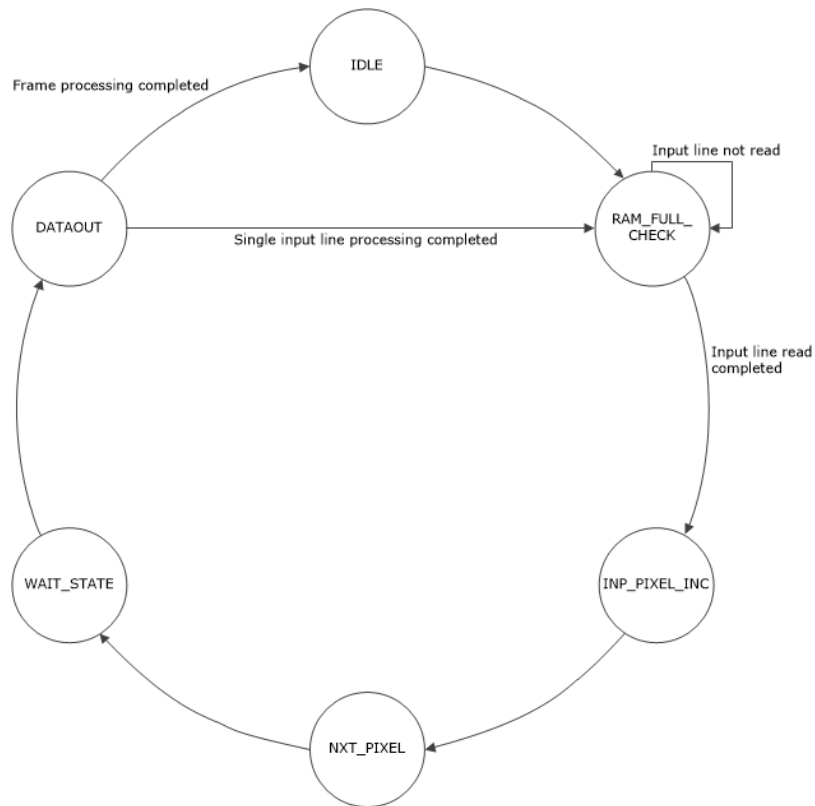 IDLE
Frame processing completed
Input line not read
DATAOUT
RAM_FULL_
CHECK
Single input line processing completed
Input line read
completed
WAIT_STATE
INP_PIXEL_INC
NXT_PIXEL